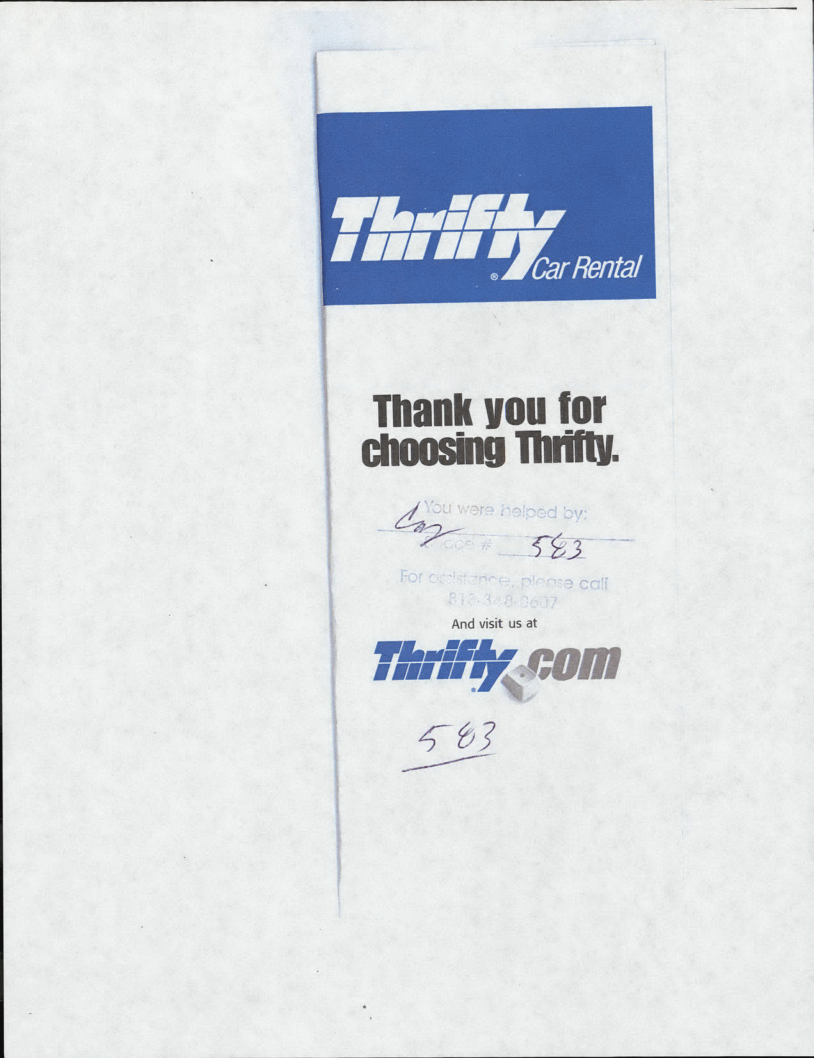 Thrifty
® Car Rental
Thank you for
choosing Thrifty.
You were helped by:
583
For assistance, please call
And visit us at
Thrifty.com
583